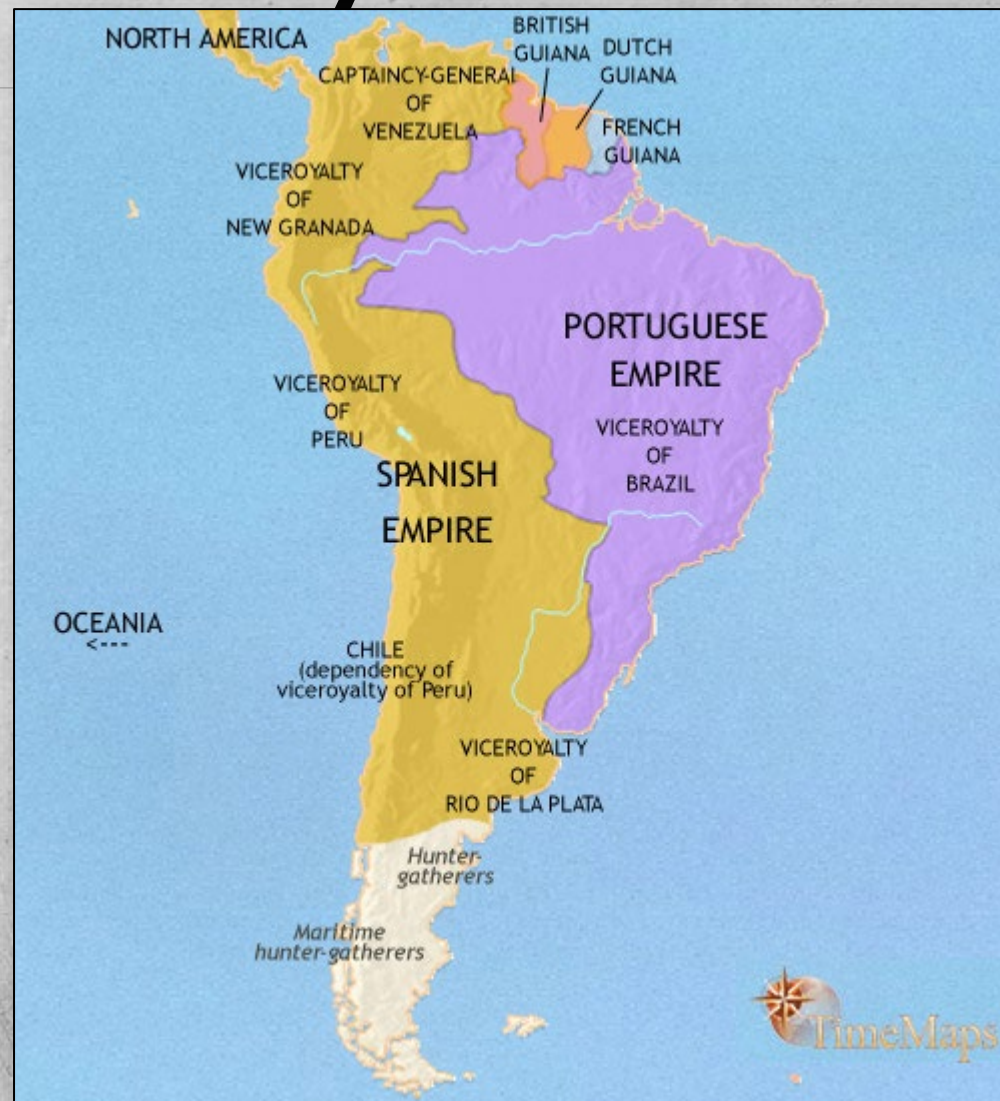 NORTH AMERICA
BRITISH
GUIANA
DUTCH
GUIANA
FRENCH
GUIANA
CAPTAINCY-GENERAL
OF
VENEZUELA
VICEROYALTY
OF
NEW GRANADA
PORTUGUESE
EMPIRE
VICEROYALTY
OF
BRAZIL
VICEROYALTY
OF
PERU
SPANISH
EMPIRE
OCEANIA
<---
CHILE
(dependency of
viceroyalty of Peru)
VICEROYALTY
OF
RIO DE LA PLATA
Hunter-
gatherers
Maritime
hunter-gatherers
TimeMaps